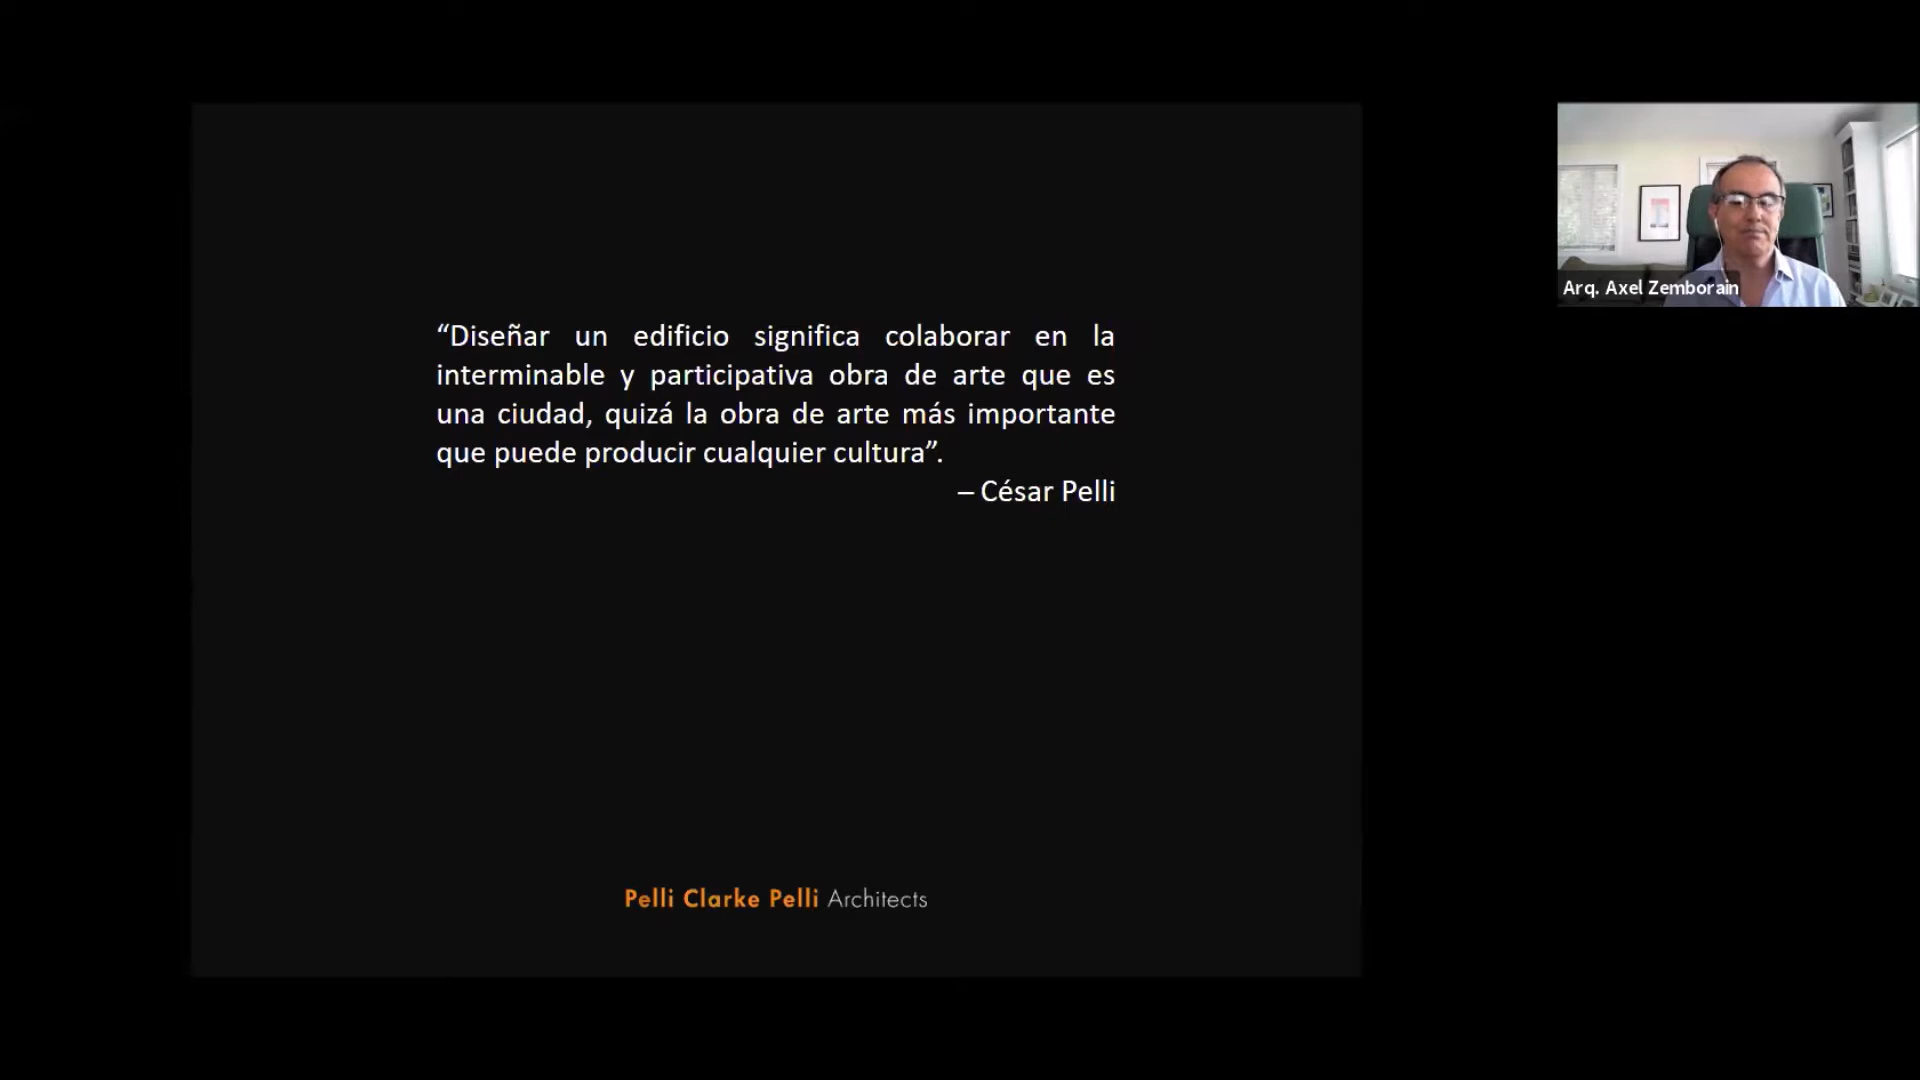 “Diseñar un edificio significa colaborar en la
interminable y participativa obra de arte que es
una ciudad, quizá la obra de arte más importante
que puede producir cualquier cultura”.
– César Pelli
Pelli Clarke Pelli Architects
Arq. Axel Zemborain